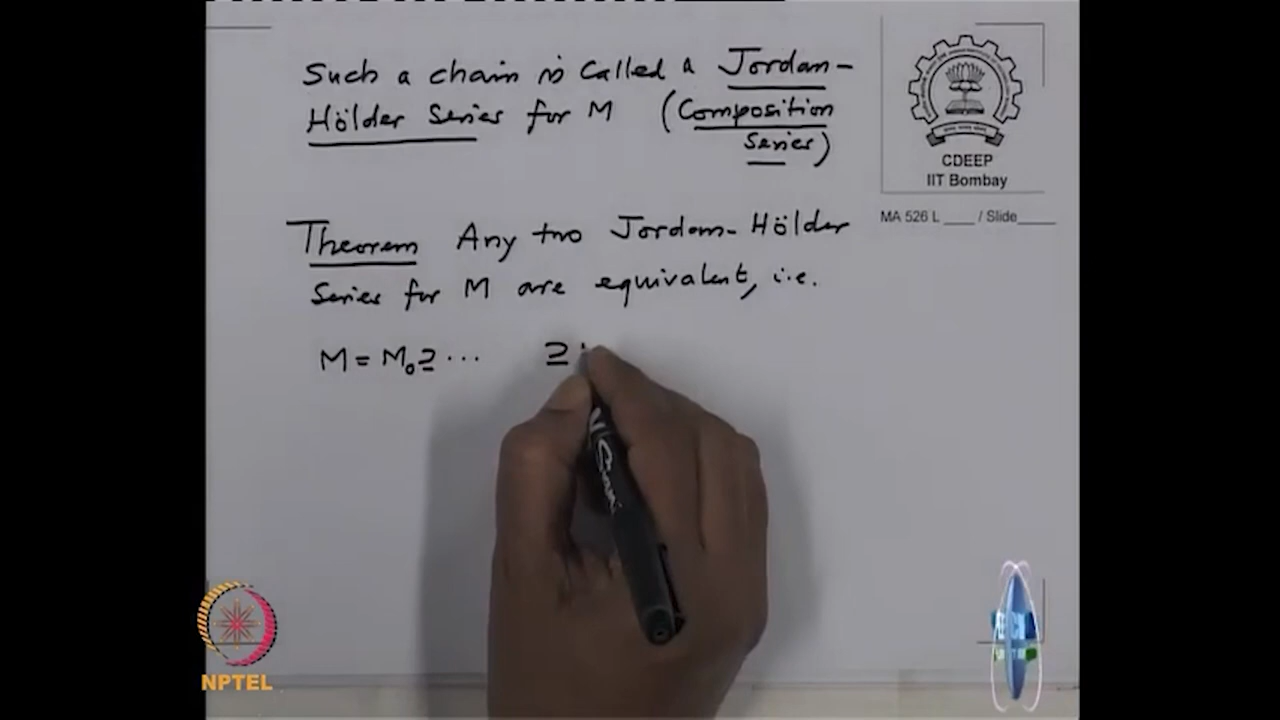 Such a chain is Called a Jordan-
Hölder Series for M (Composition
Series)
CDEEP
IIT Bombay
MA 526 L ____ / Slide____
Theorem Any two Jordan-Hölder
Series for M are equivalent, i.e.
M = M₀ ⊇ ··· ⊇
NPTEL